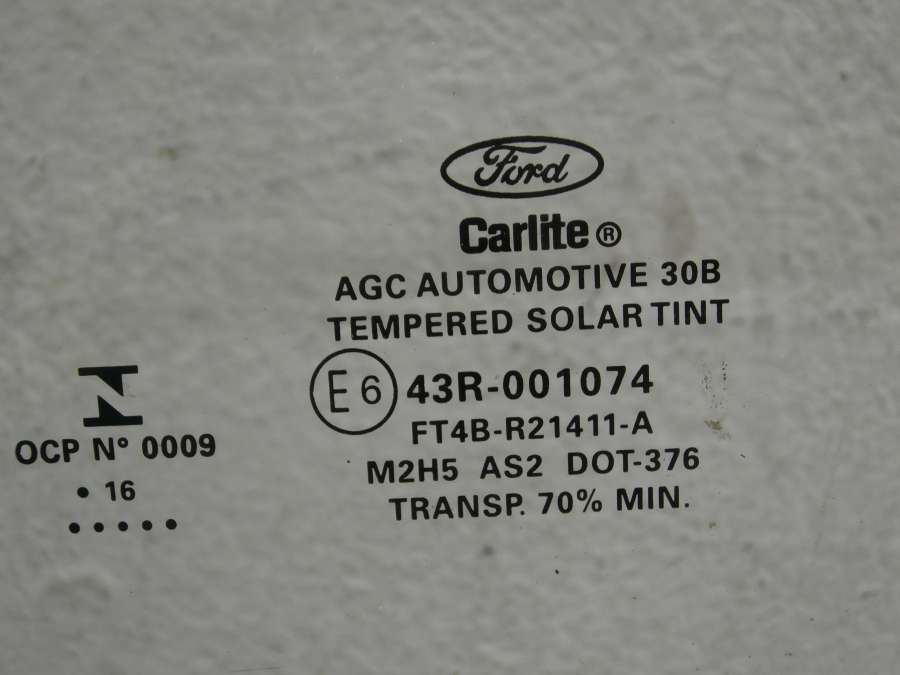 Ford
Carlite®
AGC AUTOMOTIVE 30B
TEMPERED SOLAR TINT
E6 43R-001074
FT4B-R21411-A
M2H5 AS2 DOT-376
TRANSP. 70% MIN.
N
OCP N° 0009
• 16
• • • • •